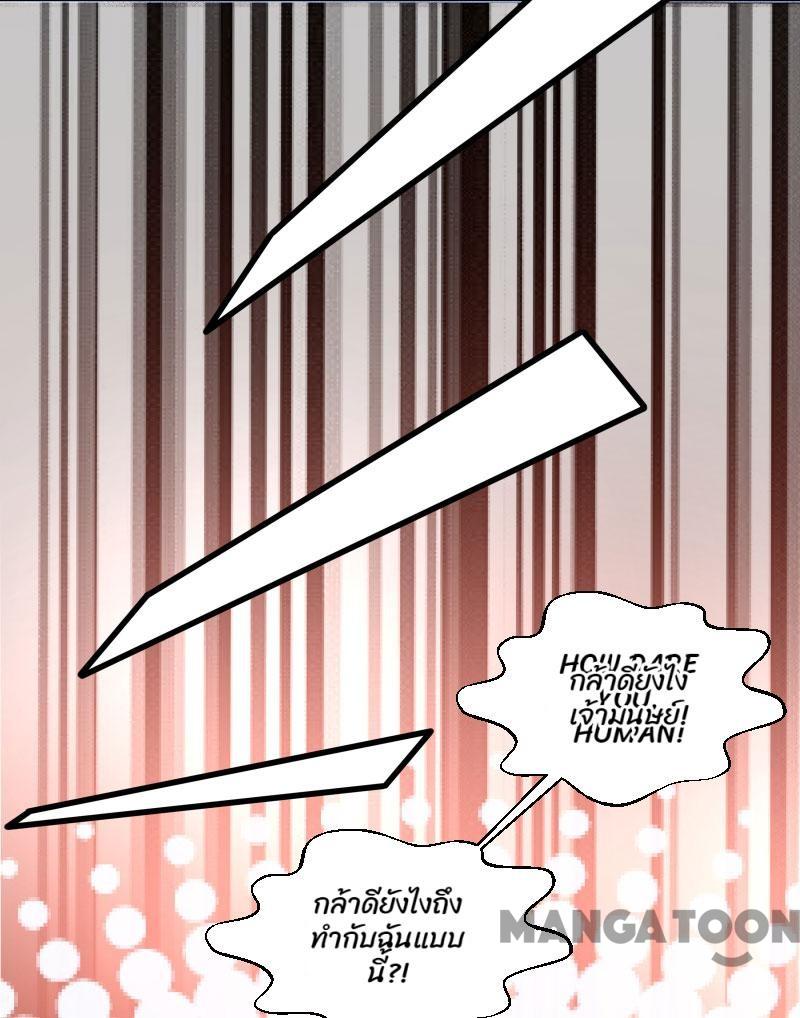 HOW DARE
กล้าดียังไง
YOU,
เจ้ามนุษย์!
HUMAN!
กล้าดียังไงถึง
ทำกับฉันแบบ
นี้?!
MANGATOON